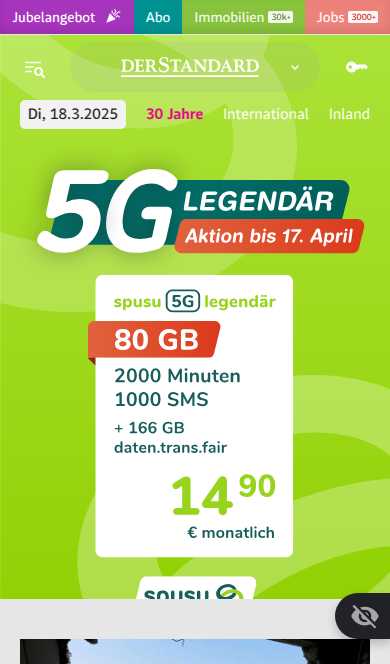 Jubelangebot Abo Immobilien 30k+ Jobs 3000+
DERSTANDARD
Di, 18.3.2025 30 Jahre International Inland
5G LEGENDÄR
Aktion bis 17. April
spusu 5G legendär
80 GB
2000 Minuten
1000 SMS
+ 166 GB
daten.trans.fair
14 90
€ monatlich
spusu